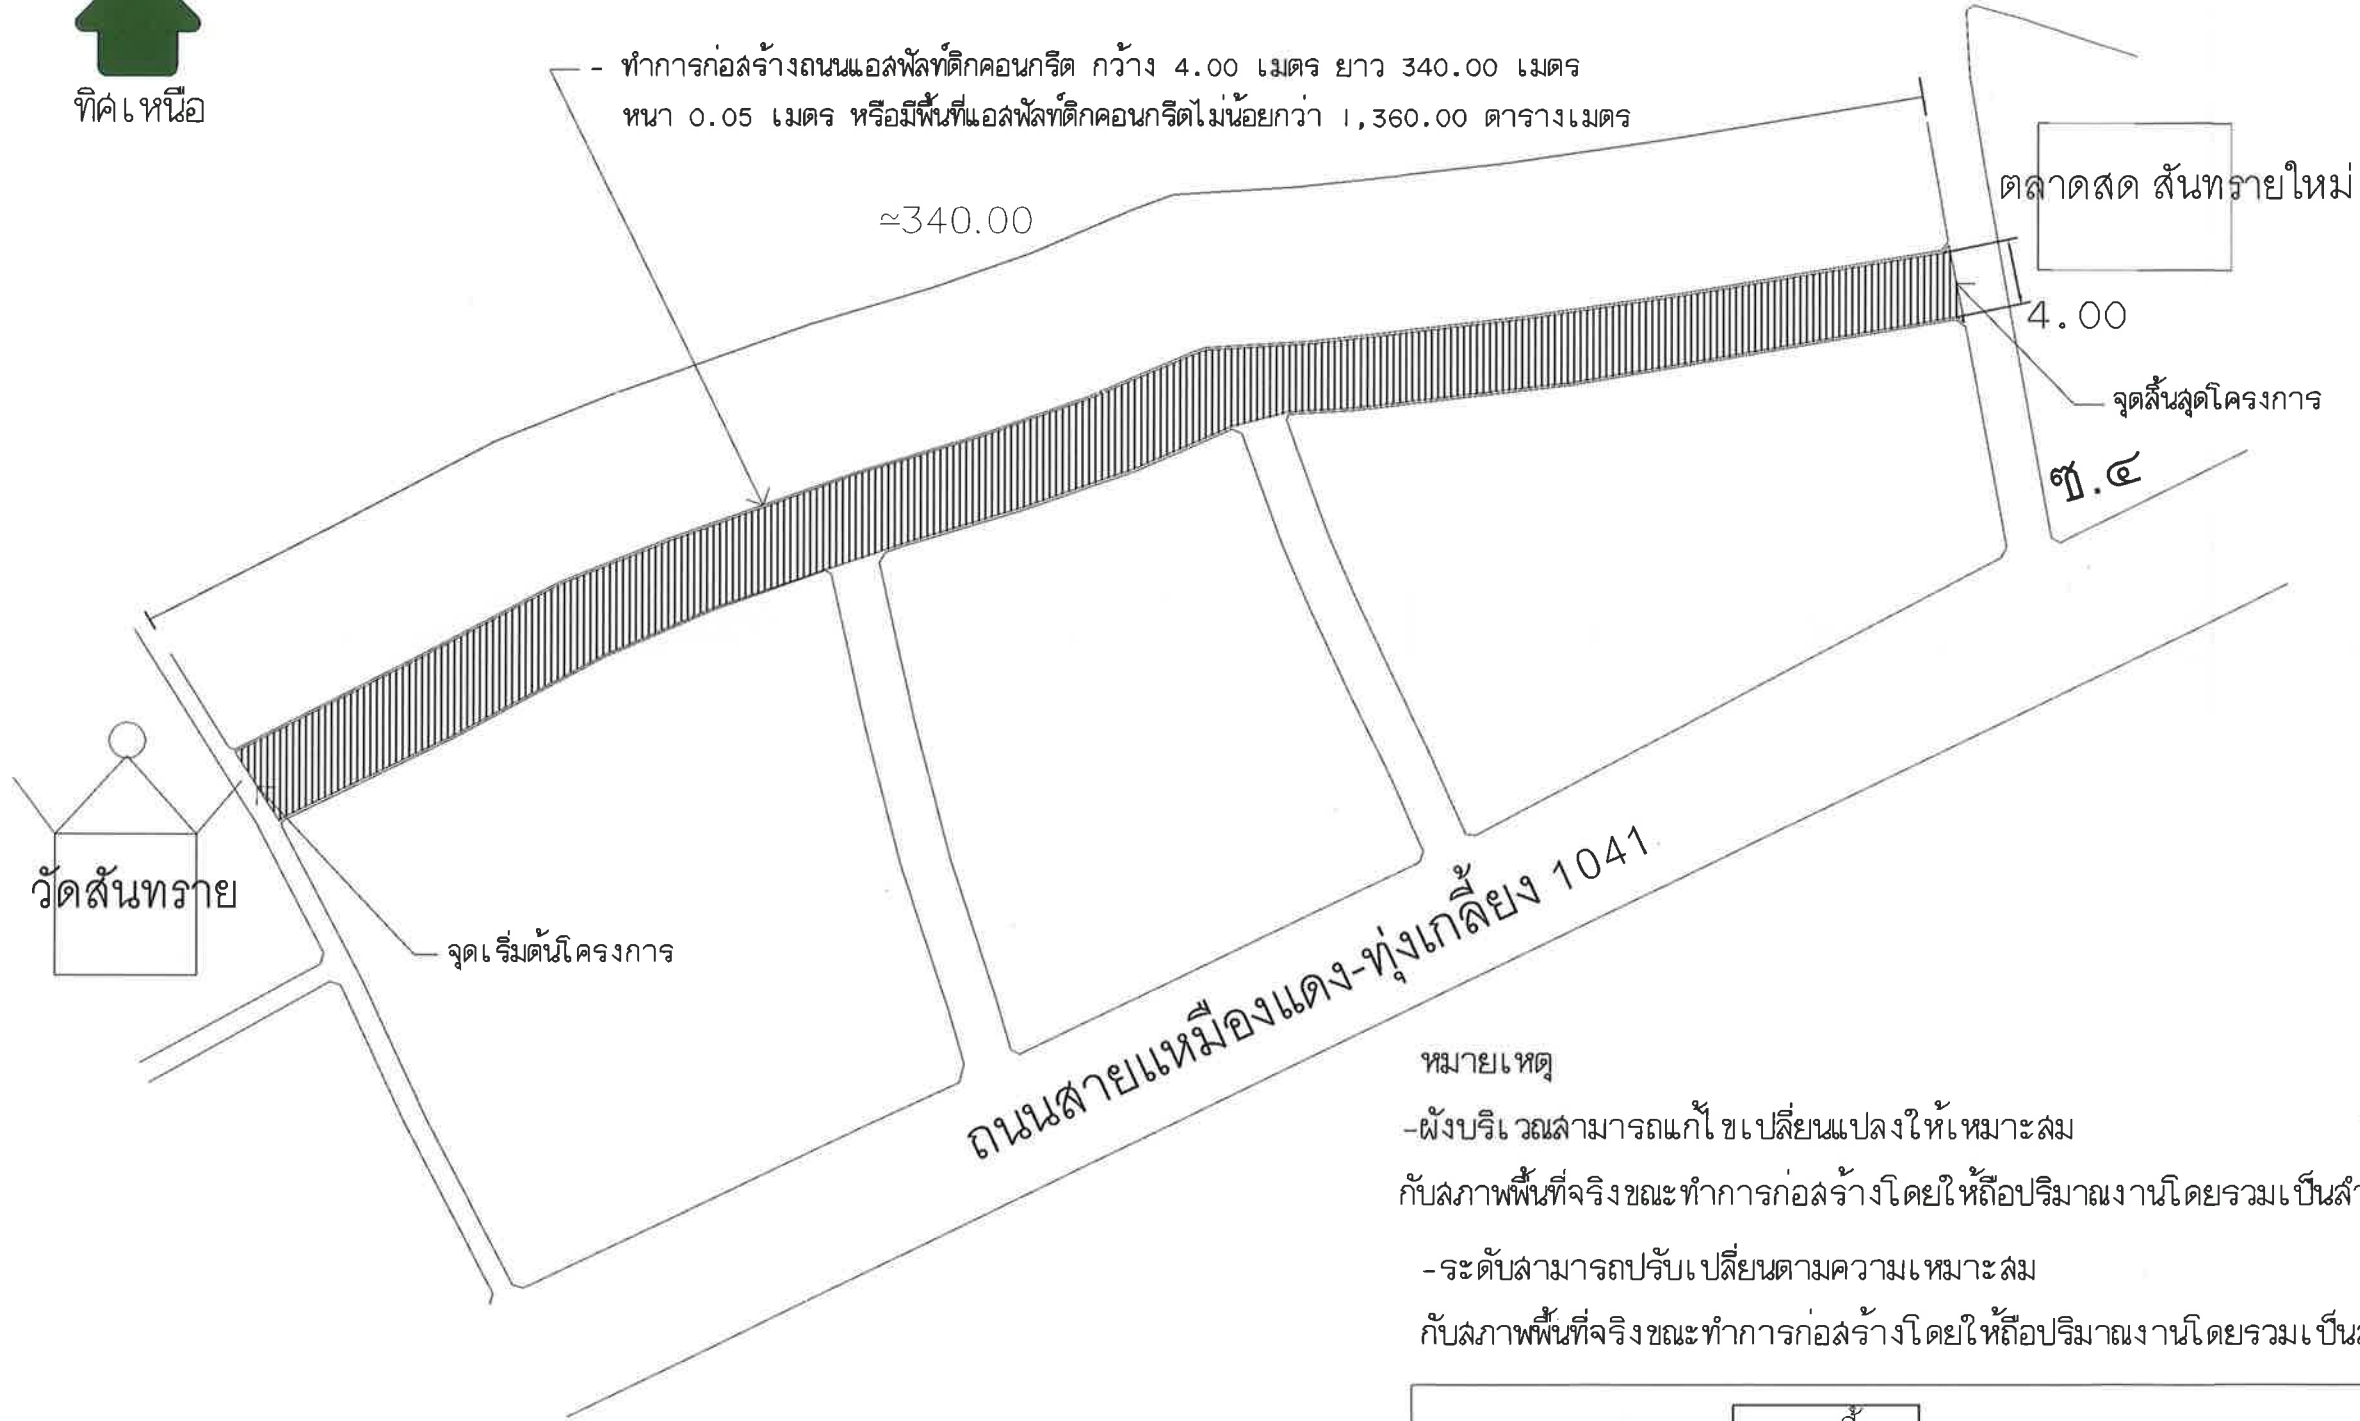 ทิศเหนือ
- ทำการก่อสร้างถนนแอสฟัลท์ติกคอนกรีต กว้าง 4.00 เมตร ยาว 340.00 เมตร
หนา 0.05 เมตร หรือมีพื้นที่แอสฟัลท์ติกคอนกรีตไม่น้อยกว่า 1,360.00 ตารางเมตร
≃340.00
ตลาดสด สันทรายใหม่
4.00
จุดสิ้นสุดโครงการ
ซ.๔
วัดสันทราย
จุดเริ่มต้นโครงการ
ถนนสายแหมืองแดง-ทุ่งเกลี้ยง 1041
หมายเหตุ
-ผังบริเวณสามารถแก้ไขเปลี่ยนแปลงให้เหมาะสม
กับสภาพพื้นที่จริงขณะทำการก่อสร้างโดยให้ถือปริมาณงานโดยรวมเป็นสำ
-ระดับสามารถปรับเปลี่ยนตามความเหมาะสม
กับสภาพพื้นที่จริงขณะทำการก่อสร้างโดยให้ถือปริมาณงานโดยรวมเป็น